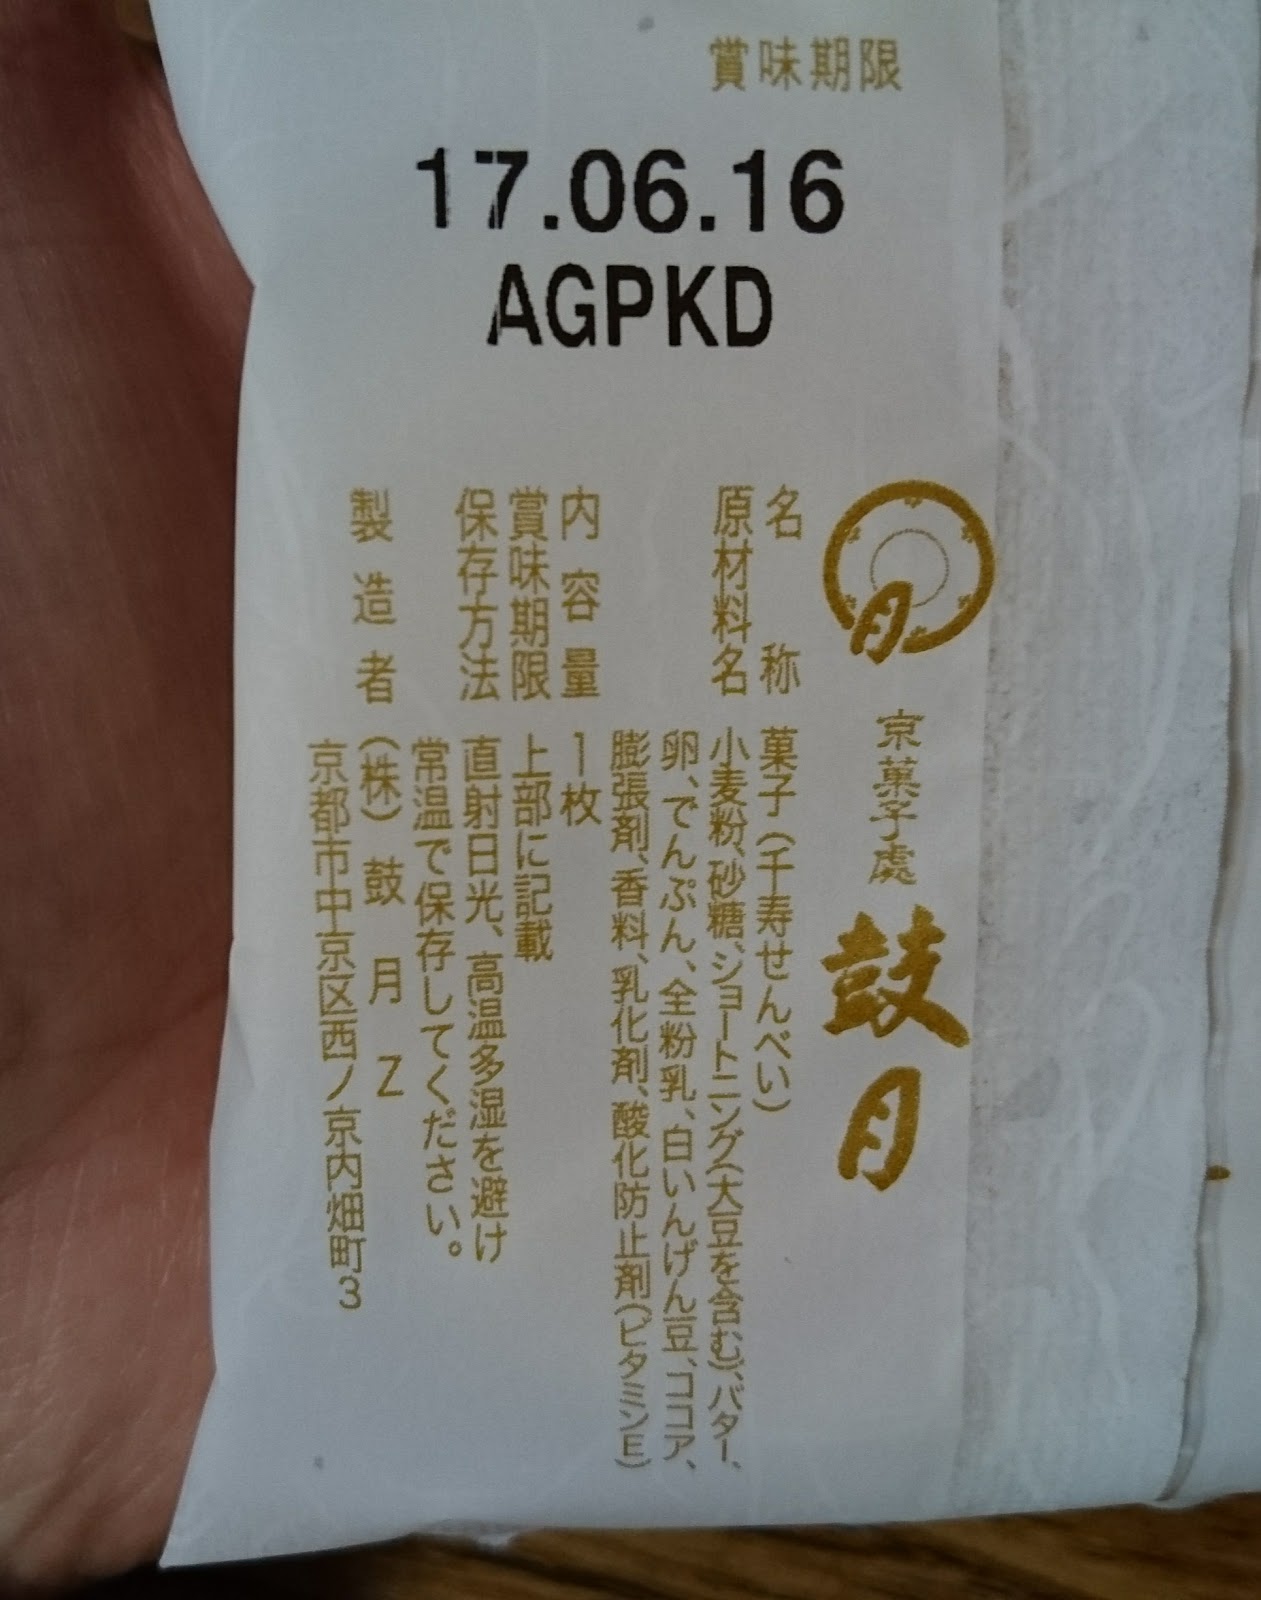 賞味期限
17.06.16
AGPKD
月
京菓子處 鼓月
名称 菓子(千寿せんべい)
原材料名 小麦粉、砂糖、ショートニング(大豆を含む)、バター、
卵、でんぷん、全粉乳、白いんげん豆、ココア、
膨張剤、香料、乳化剤、酸化防止剤(ビタミンE)
内容量 1枚
賞味期限 上部に記載
保存方法 直射日光、高温多湿を避け
常温で保存してください。
製造者 (株)鼓月 Z
京都市中京区西ノ京内畑町3